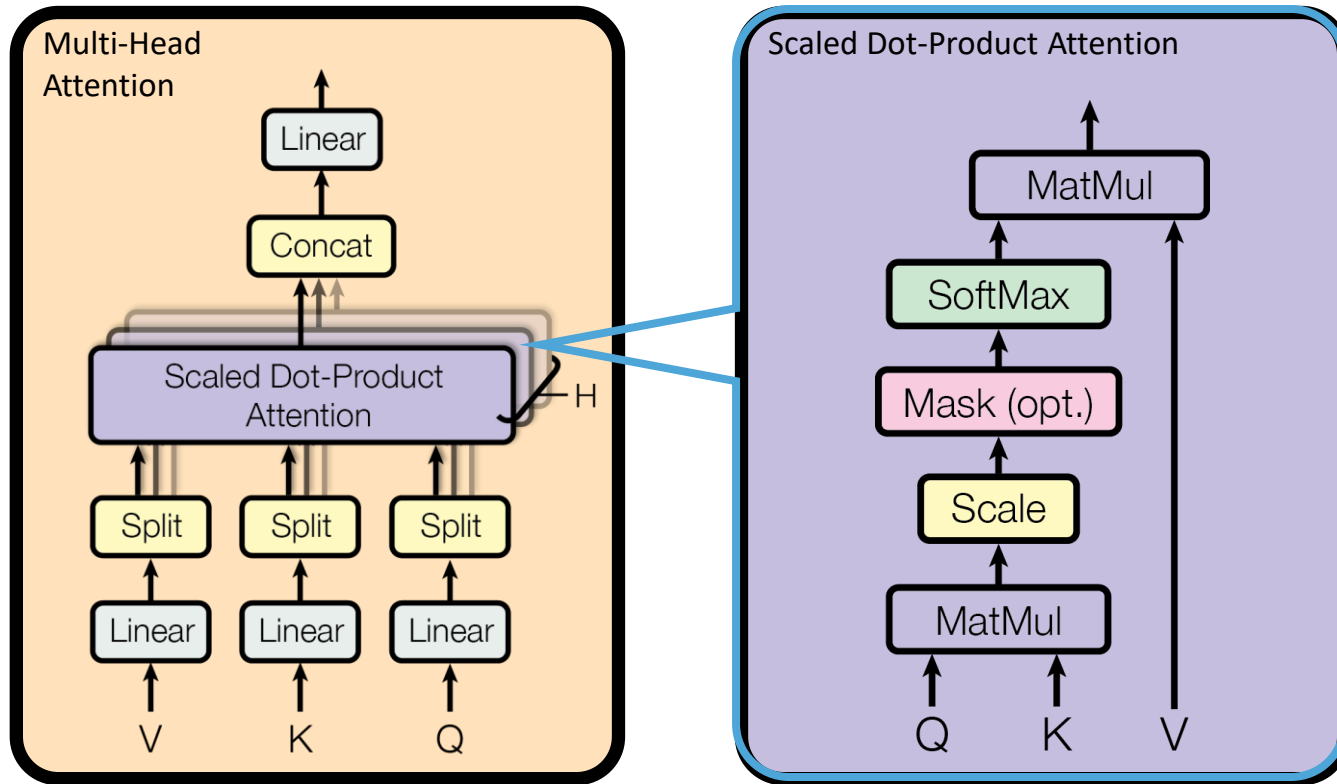 Multi-Head
Attention
Linear
Concat
Scaled Dot-Product
Attention
H
Split
Split
Split
Linear
Linear
Linear
V
K
Q
Scaled Dot-Product Attention
MatMul
SoftMax
Mask (opt.)
Scale
MatMul
Q
K
V